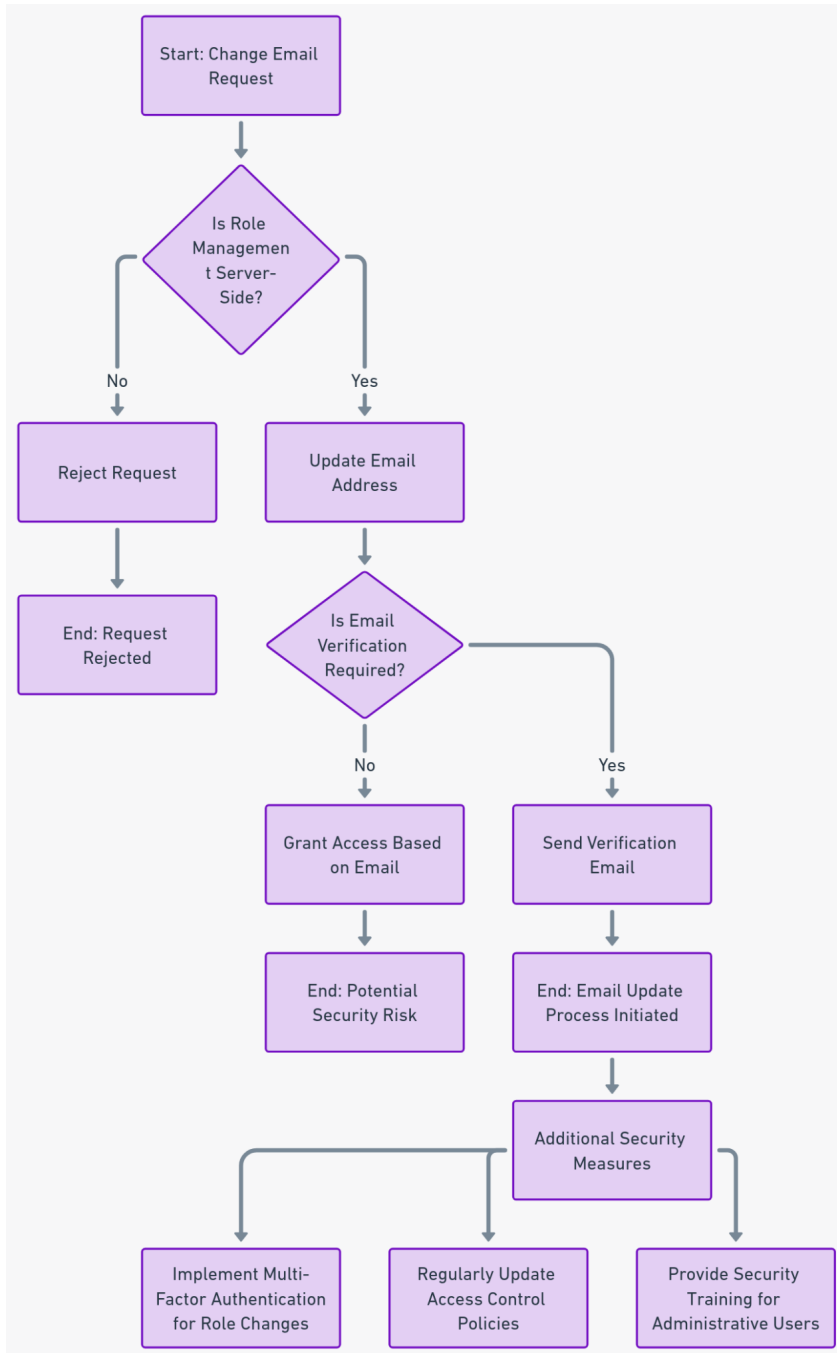 Start: Change Email
Request
Is Role
Managemen
t Server-
Side?
No
Yes
Reject Request
Update Email
Address
End: Request
Rejected
Is Email
Verification
Required?
No
Yes
Grant Access Based
on Email
Send Verification
Email
End: Potential
Security Risk
End: Email Update
Process Initiated
Additional Security
Measures
Implement Multi-
Factor Authentication
for Role Changes
Regularly Update
Access Control
Policies
Provide Security
Training for
Administrative Users